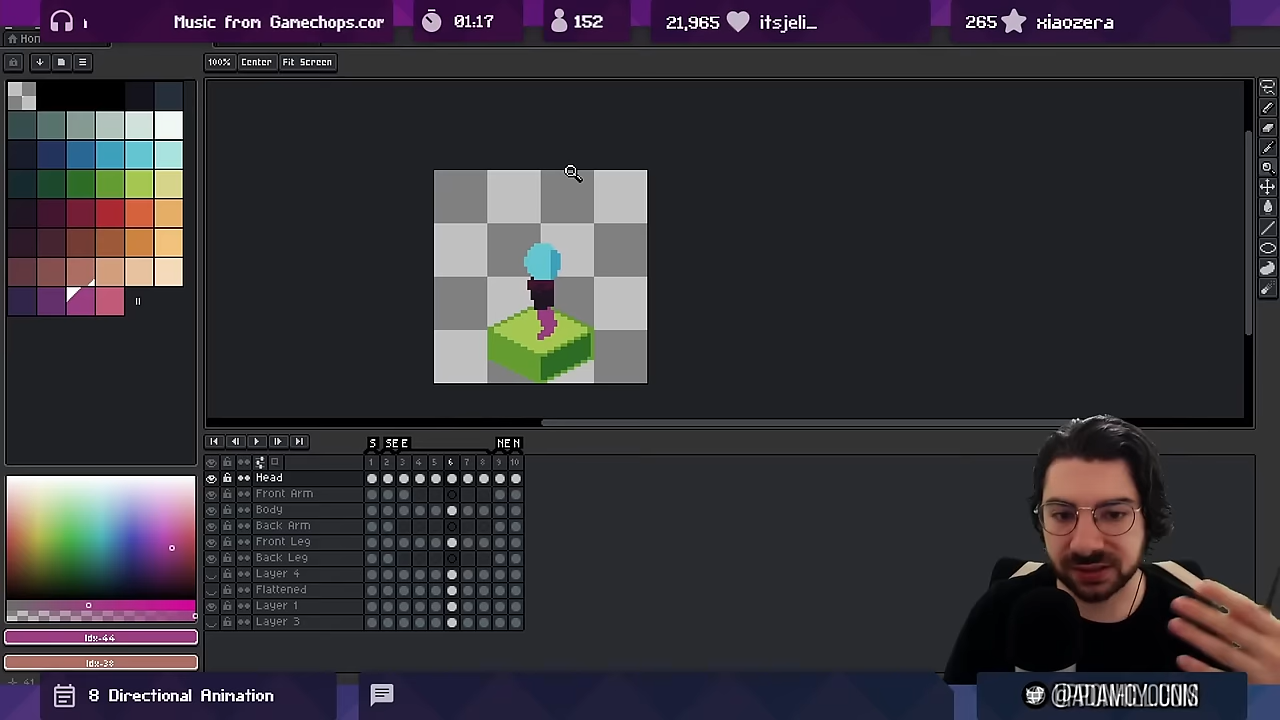 Music from Gamechops.cor
01:17
152
21,965 itsjeli_
265 xiaozera
Hon
100% Center Fit Screen
S SE E NE N
1 2 3 4 5 6 7 8 9 10
Head
Front Arm
Body
Back Arm
Front Leg
Back Leg
Layer 4
Flattened
Layer 1
Layer 3
Idx-44
Idx-38
8 Directional Animation